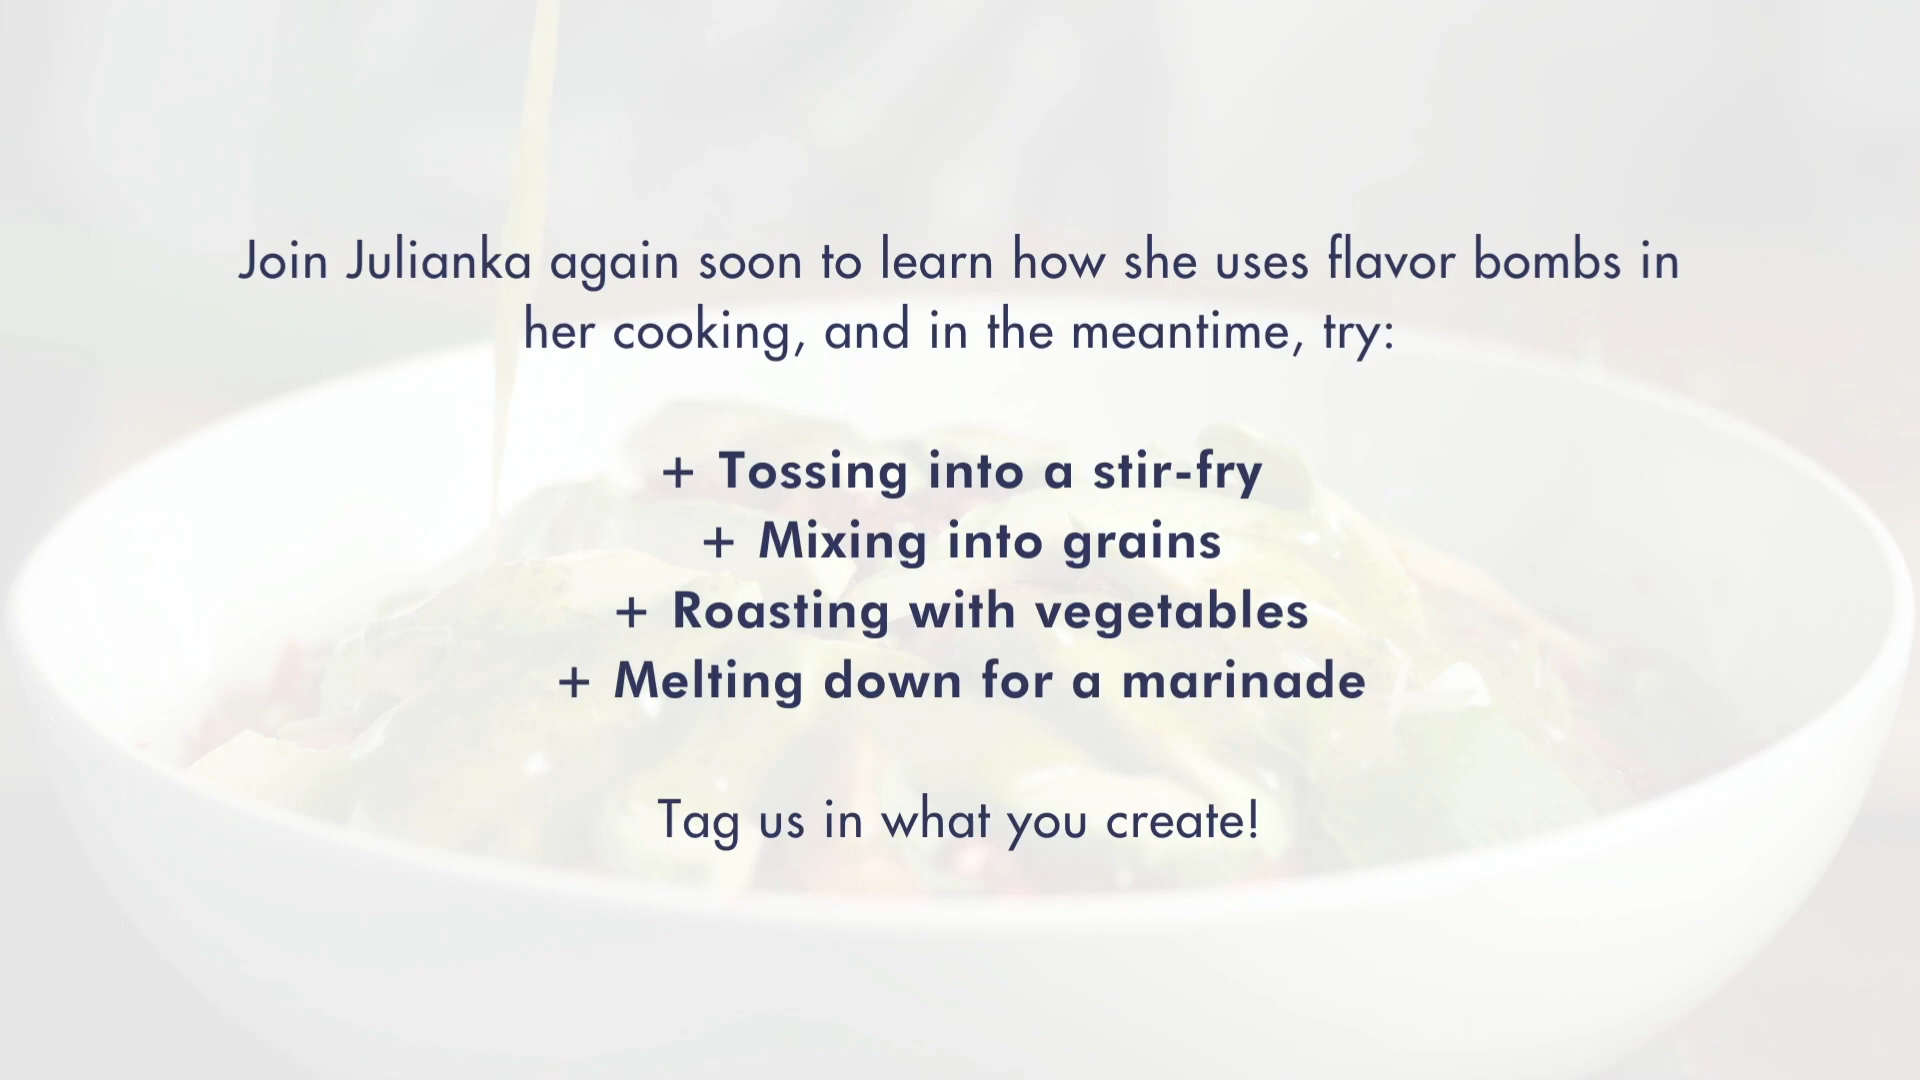 Join Julianka again soon to learn how she uses flavor bombs in
her cooking, and in the meantime, try:
+ Tossing into a stir-fry
+ Mixing into grains
+ Roasting with vegetables
+ Melting down for a marinade
Tag us in what you create!